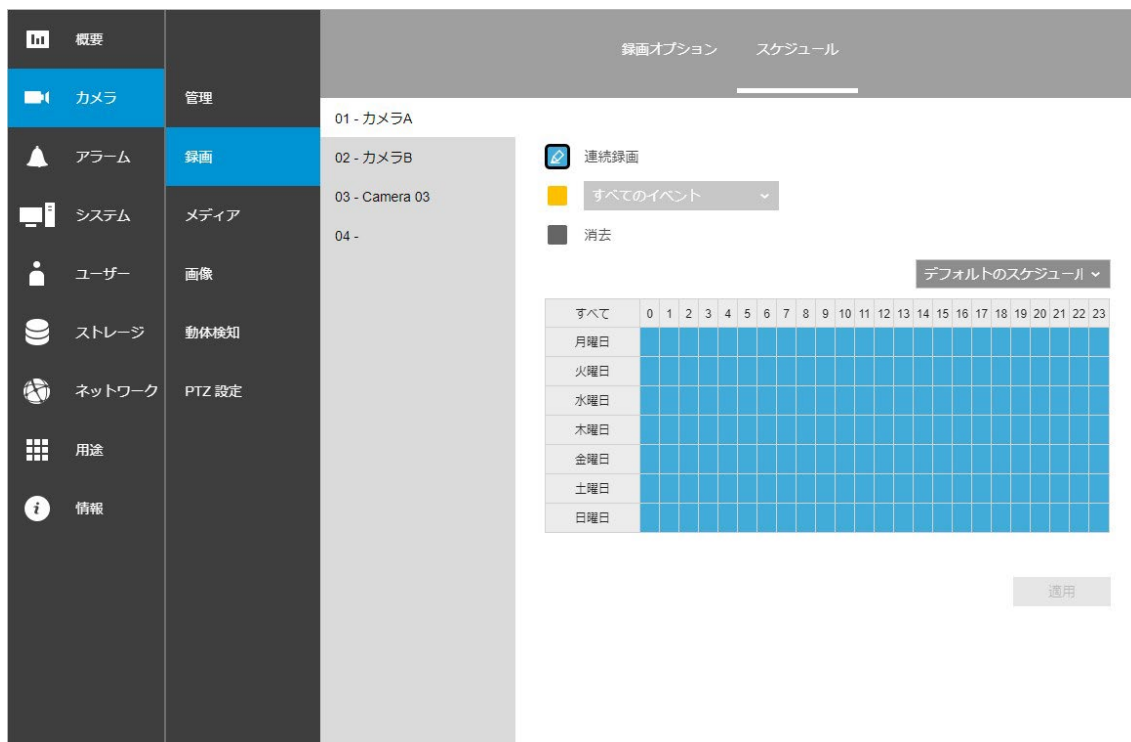 概要
カメラ
アラーム
システム
ユーザー
ストレージ
ネットワーク
用途
情報
管理
録画
メディア
画像
動体検知
PTZ 設定
録画オプション スケジュール
01 - カメラA
02 - カメラB
03 - Camera 03
04 -
連続録画
すべてのイベント
消去
デフォルトのスケジュール
すべて 0 1 2 3 4 5 6 7 8 9 10 11 12 13 14 15 16 17 18 19 20 21 22 23
月曜日
火曜日
水曜日
木曜日
金曜日
土曜日
日曜日
適用